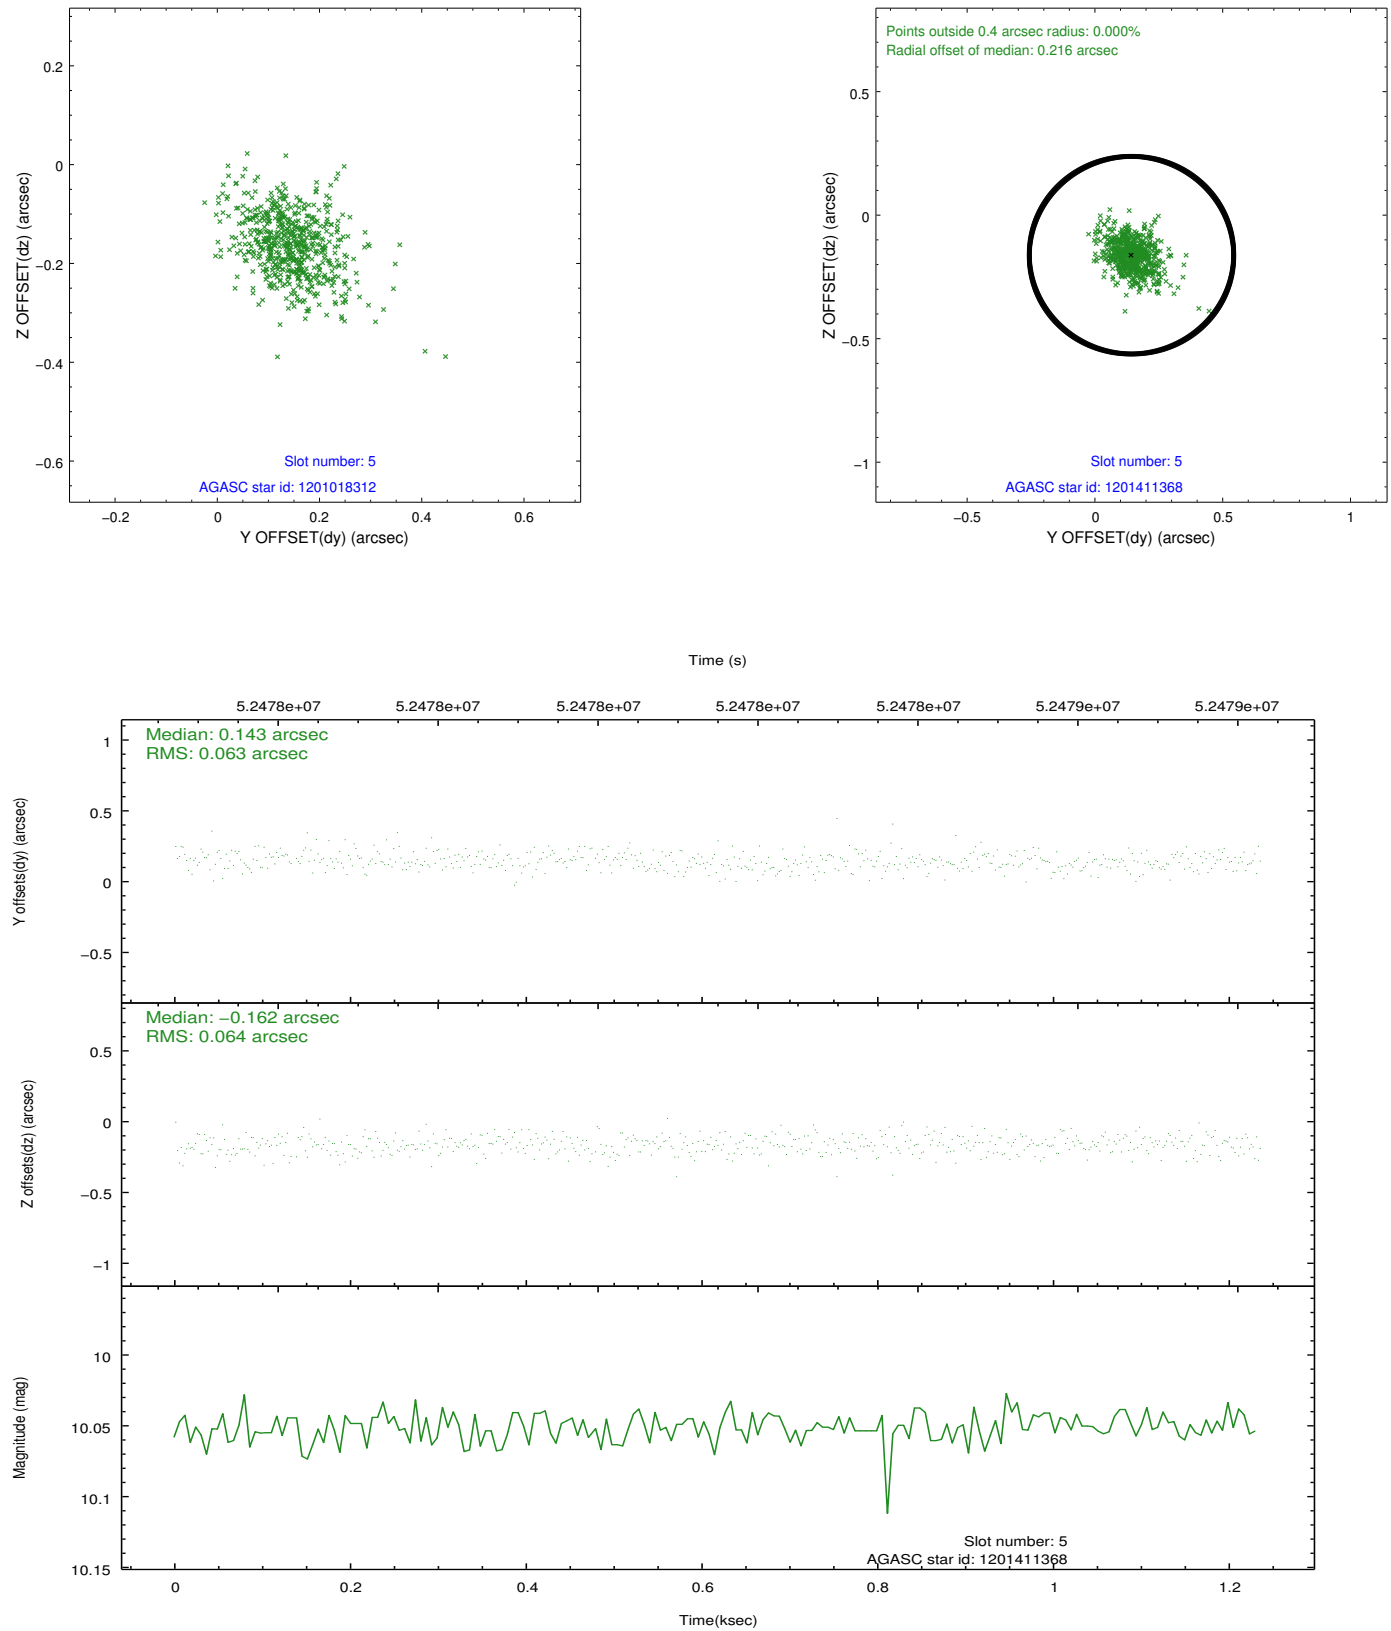 0.2
0
−0.2
−0.4
−0.6
Z OFFSET(dz) (arcsec)
Slot number: 5
AGASC star id: 1201018312
−0.2 0 0.2 0.4 0.6
Y OFFSET(dy) (arcsec)
Points outside 0.4 arcsec radius: 0.000%
Radial offset of median: 0.216 arcsec
0.5
0
−0.5
−1
Z OFFSET(dz) (arcsec)
Slot number: 5
AGASC star id: 1201411368
−0.5 0 0.5 1
Y OFFSET(dy) (arcsec)
Time (s)
5.2478e+07 5.2478e+07 5.2478e+07 5.2478e+07 5.2478e+07 5.2479e+07 5.2479e+07
Median: 0.143 arcsec
RMS: 0.063 arcsec
1
0.5
0
−0.5
Y offsets(dy) (arcsec)
Median: −0.162 arcsec
RMS: 0.064 arcsec
0.5
0
−0.5
−1
Z offsets(dz) (arcsec)
10
10.05
10.1
10.15
Magnitude (mag)
Slot number: 5
AGASC star id: 1201411368
0 0.2 0.4 0.6 0.8 1 1.2
Time(ksec)